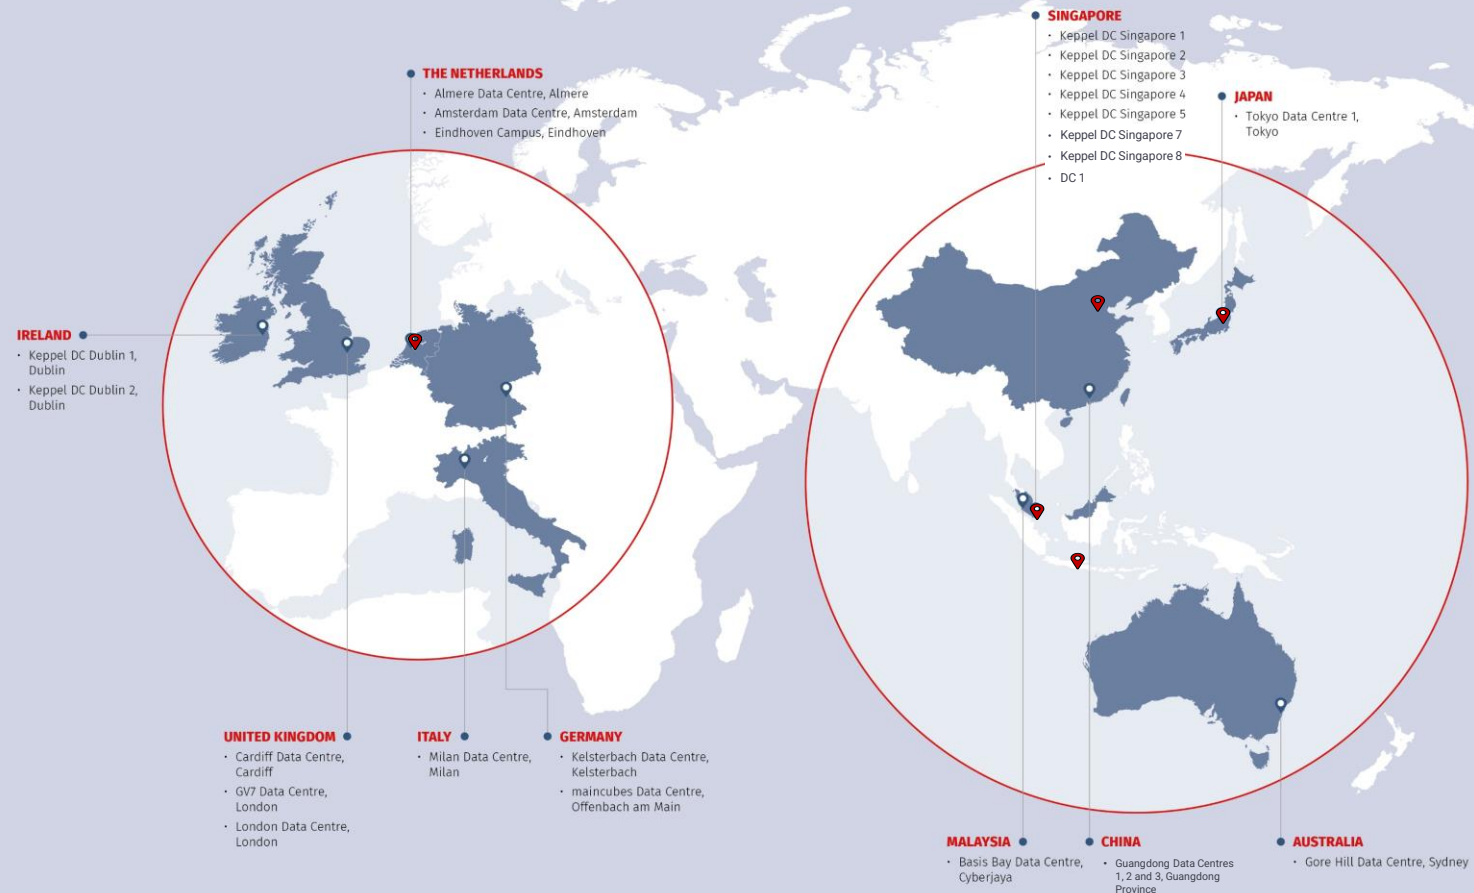 THE NETHERLANDS
• Almere Data Centre, Almere
• Amsterdam Data Centre, Amsterdam
• Eindhoven Campus, Eindhoven
SINGAPORE
• Keppel DC Singapore 1
• Keppel DC Singapore 2
• Keppel DC Singapore 3
• Keppel DC Singapore 4
• Keppel DC Singapore 5
• Keppel DC Singapore 7
• Keppel DC Singapore 8
• DC 1
JAPAN
• Tokyo Data Centre 1,
Tokyo
IRELAND
• Keppel DC Dublin 1,
Dublin
• Keppel DC Dublin 2,
Dublin
UNITED KINGDOM
• Cardiff Data Centre,
Cardiff
• GV7 Data Centre,
London
• London Data Centre,
London
ITALY
• Milan Data Centre,
Milan
GERMANY
• Kelsterbach Data Centre,
Kelsterbach
• maincubes Data Centre,
Offenbach am Main
MALAYSIA
• Basis Bay Data Centre,
Cyberjaya
CHINA
• Guangdong Data Centres
1, 2 and 3, Guangdong
Province
AUSTRALIA
• Gore Hill Data Centre, Sydney